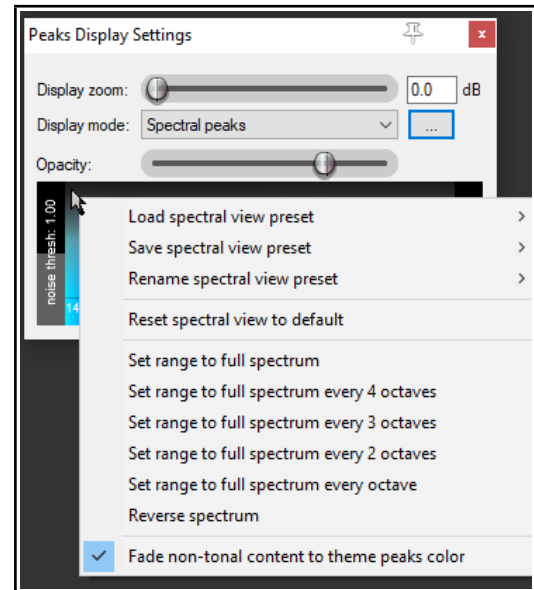 Peaks Display Settings
x
Display zoom:
0.0 dB
Display mode: Spectral peaks ...
Opacity:
noise thresh: 1.00
14
Load spectral view preset
Save spectral view preset
Rename spectral view preset
Reset spectral view to default
Set range to full spectrum
Set range to full spectrum every 4 octaves
Set range to full spectrum every 3 octaves
Set range to full spectrum every 2 octaves
Set range to full spectrum every octave
Reverse spectrum
Fade non-tonal content to theme peaks color